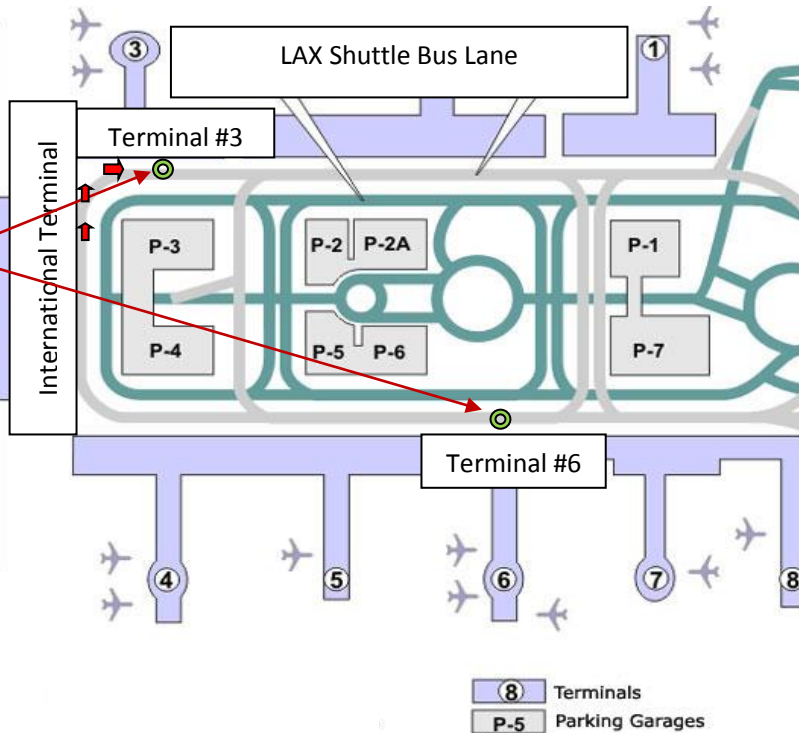 3
1
LAX Shuttle Bus Lane
Terminal #3
International Terminal
P-3
P-2
P-2A
P-1
P-4
P-5
P-6
P-7
Terminal #6
4
5
6
7
8
8 Terminals
P-5 Parking Garages